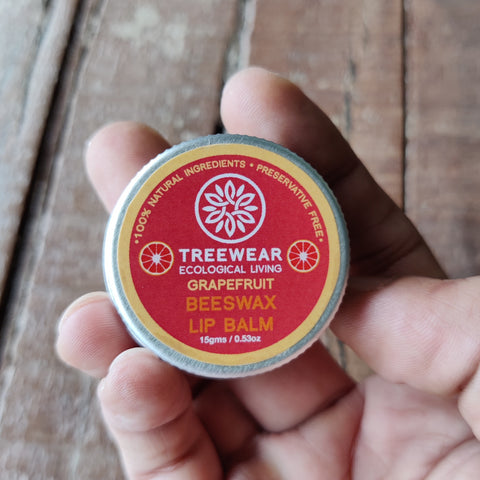 •100% NATURAL INGREDIENTS • PRESERVATIVE FREE•
TREEWEAR
ECOLOGICAL LIVING
GRAPEFRUIT
BEESWAX
LIP BALM
15gms / 0.53oz